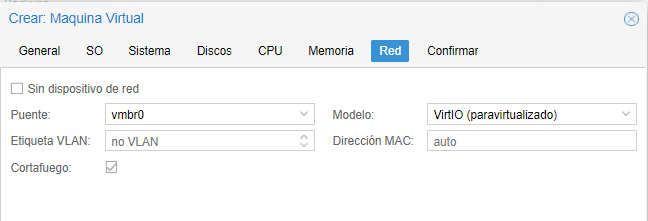 Crear: Maquina Virtual
General SO Sistema Discos CPU Memoria Red Confirmar
Sin dispositivo de red
Puente: vmbr0 Modelo: VirtIO (paravirtualizado)
Etiqueta VLAN: no VLAN Dirección MAC: auto
Cortafuego: